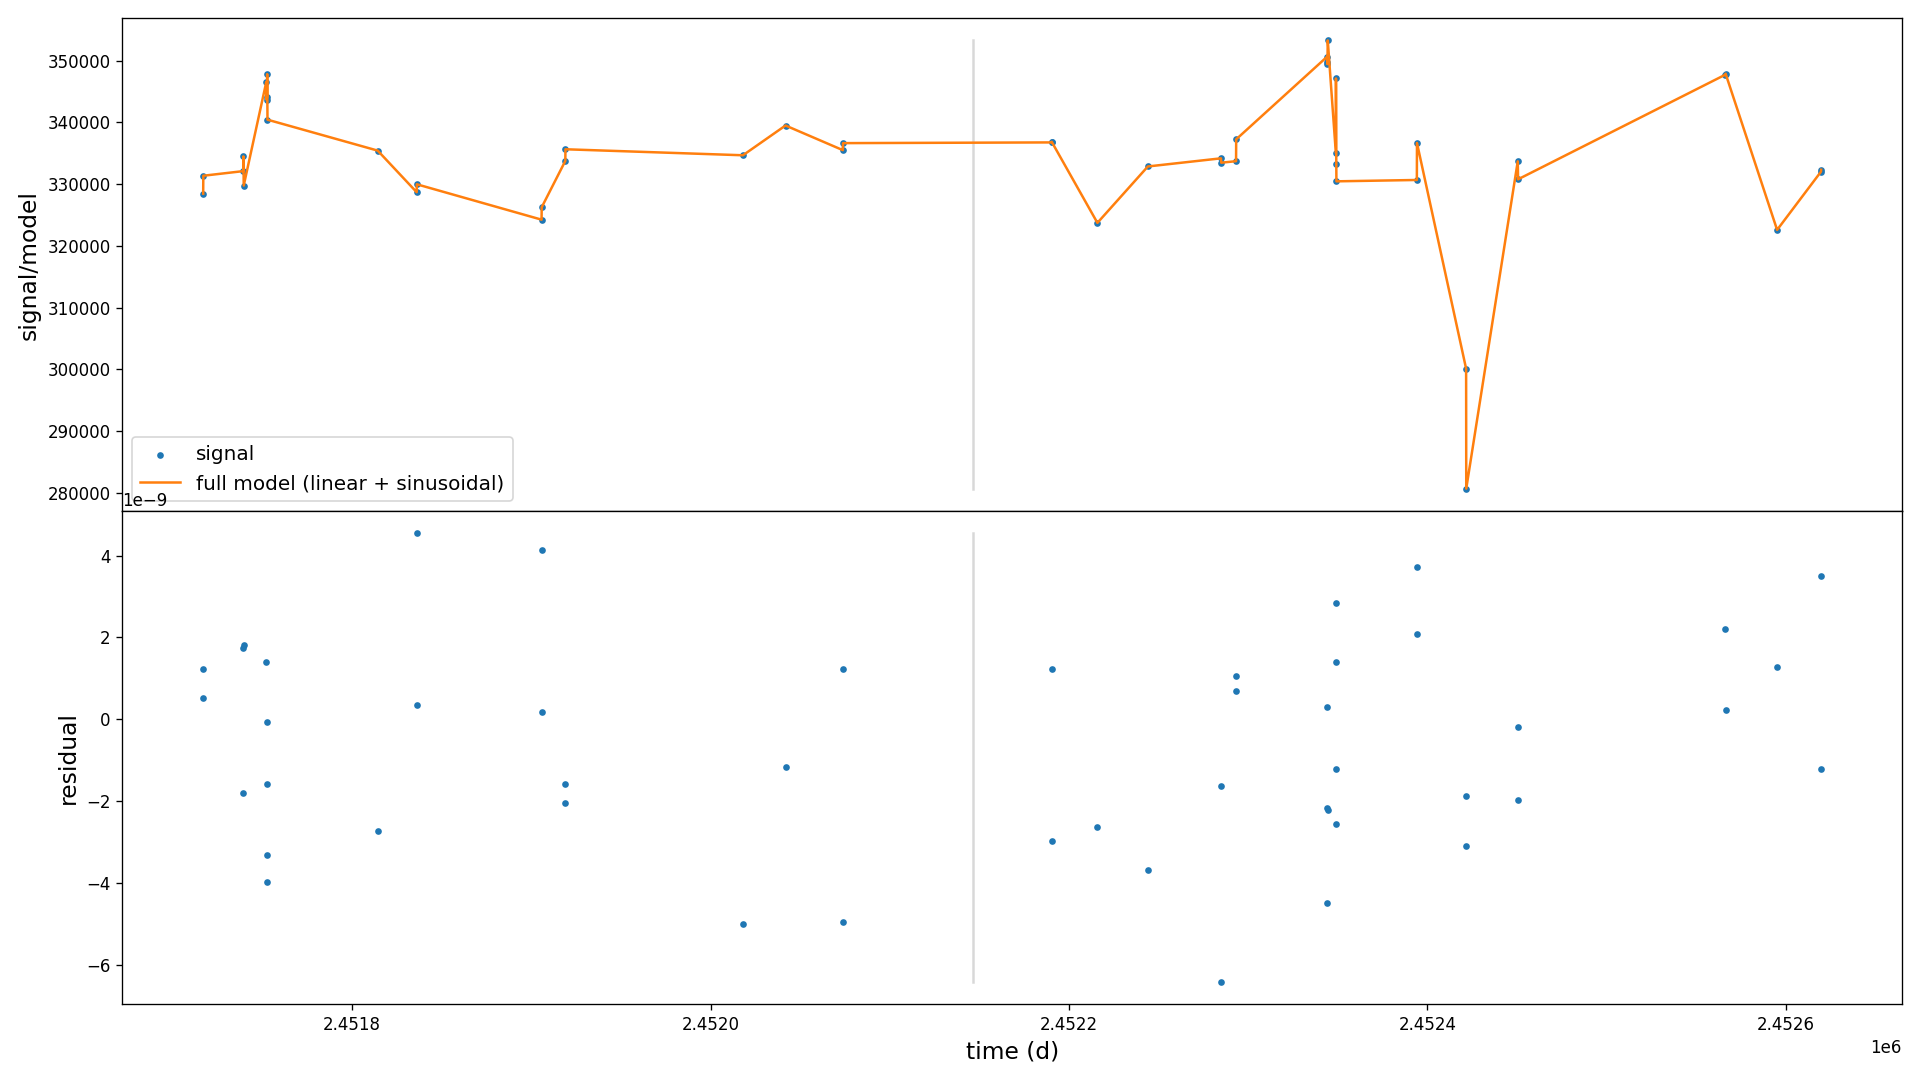 350000
340000
330000
320000
310000
300000
290000
280000
signal/model
signal
full model (linear + sinusoidal)
1e−9
4
2
0
−2
−4
−6
residual
2.4518
2.4520
2.4522
2.4524
2.4526
time (d)
1e6